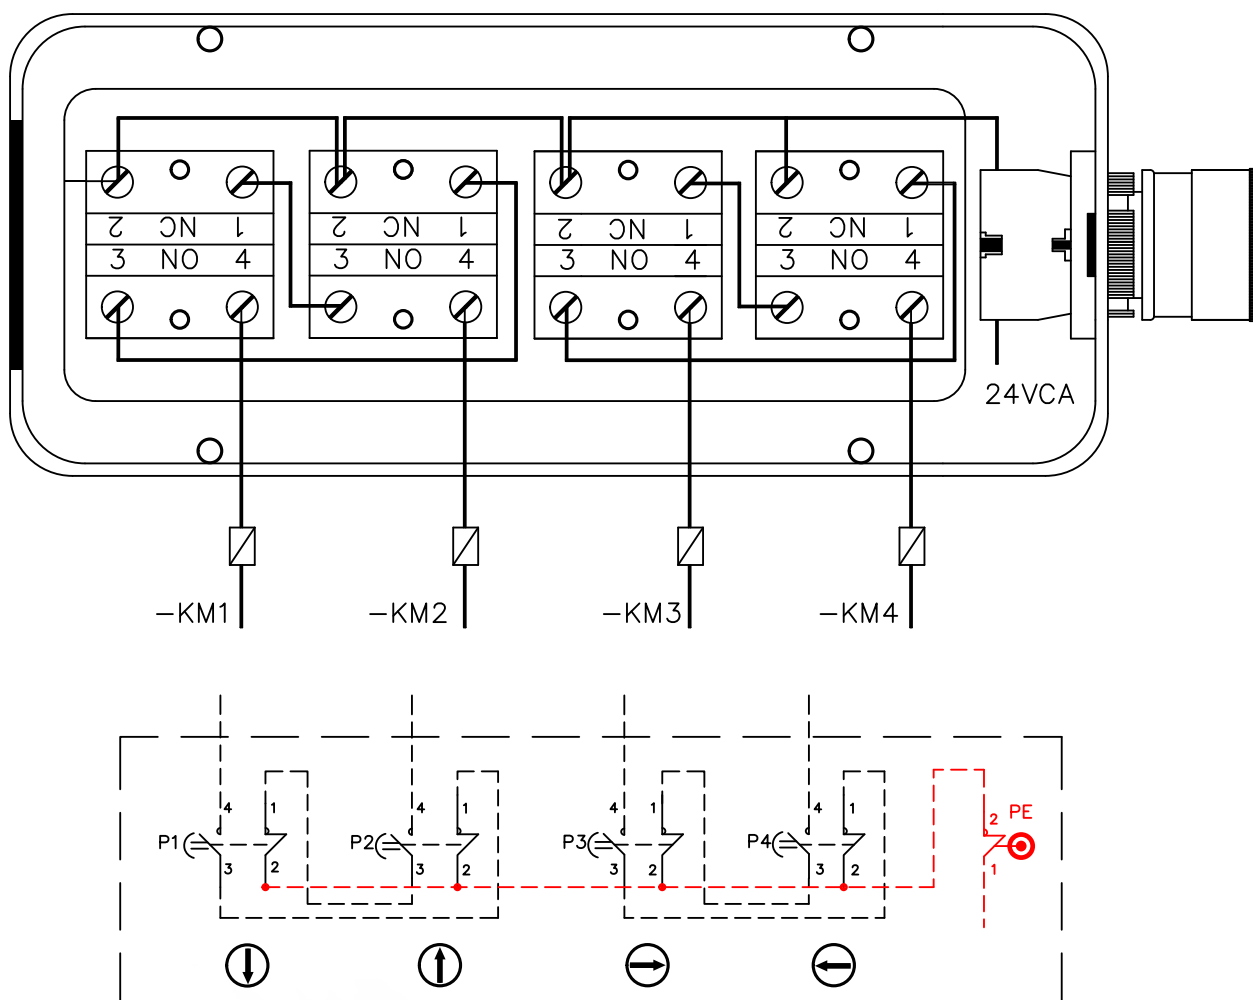 2 NC 1 2 NC 1 2 NC 1 2 NC 1
3 NO 4 3 NO 4 3 NO 4 3 NO 4
24VCA
-KM1 -KM2 -KM3 -KM4
4 1 4 1 4 1 4 1 2 PE
P1 P2 P3 P4
3 2 3 2 3 2 3 2 1